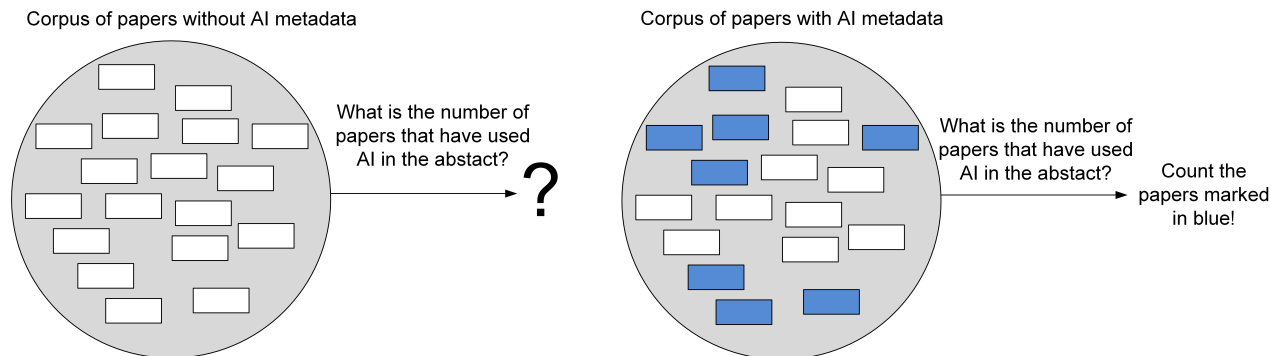 Corpus of papers without AI metadata
What is the number of
papers that have used
AI in the abstact?
?
Corpus of papers with AI metadata
What is the number of
papers that have used
AI in the abstact?
Count the
papers marked
in blue!